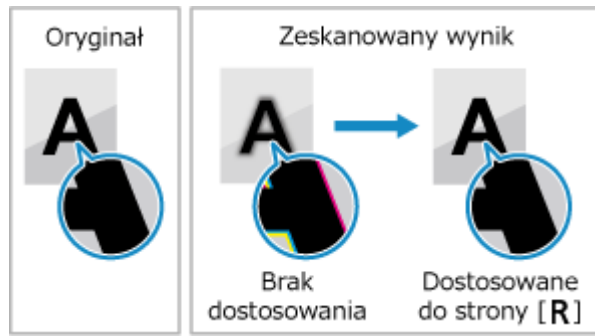 Oryginał
A
Zeskanowany wynik
A
A
Brak
dostosowania
Dostosowane
do strony [R]